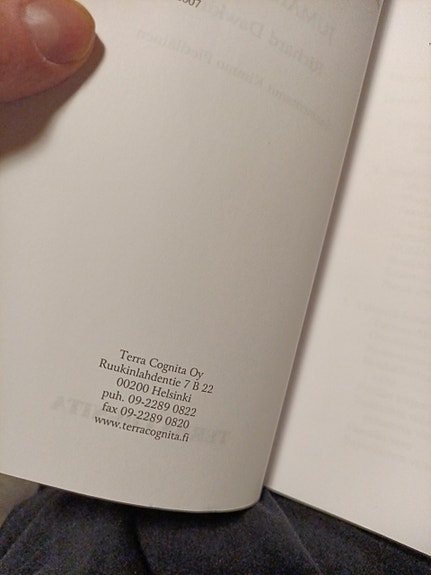 2007
Terra Cognita Oy
Ruukinlahdentie 7 B 22
00200 Helsinki
puh. 09-2289 0822
fax 09-2289 0820
www.terracognita.fi